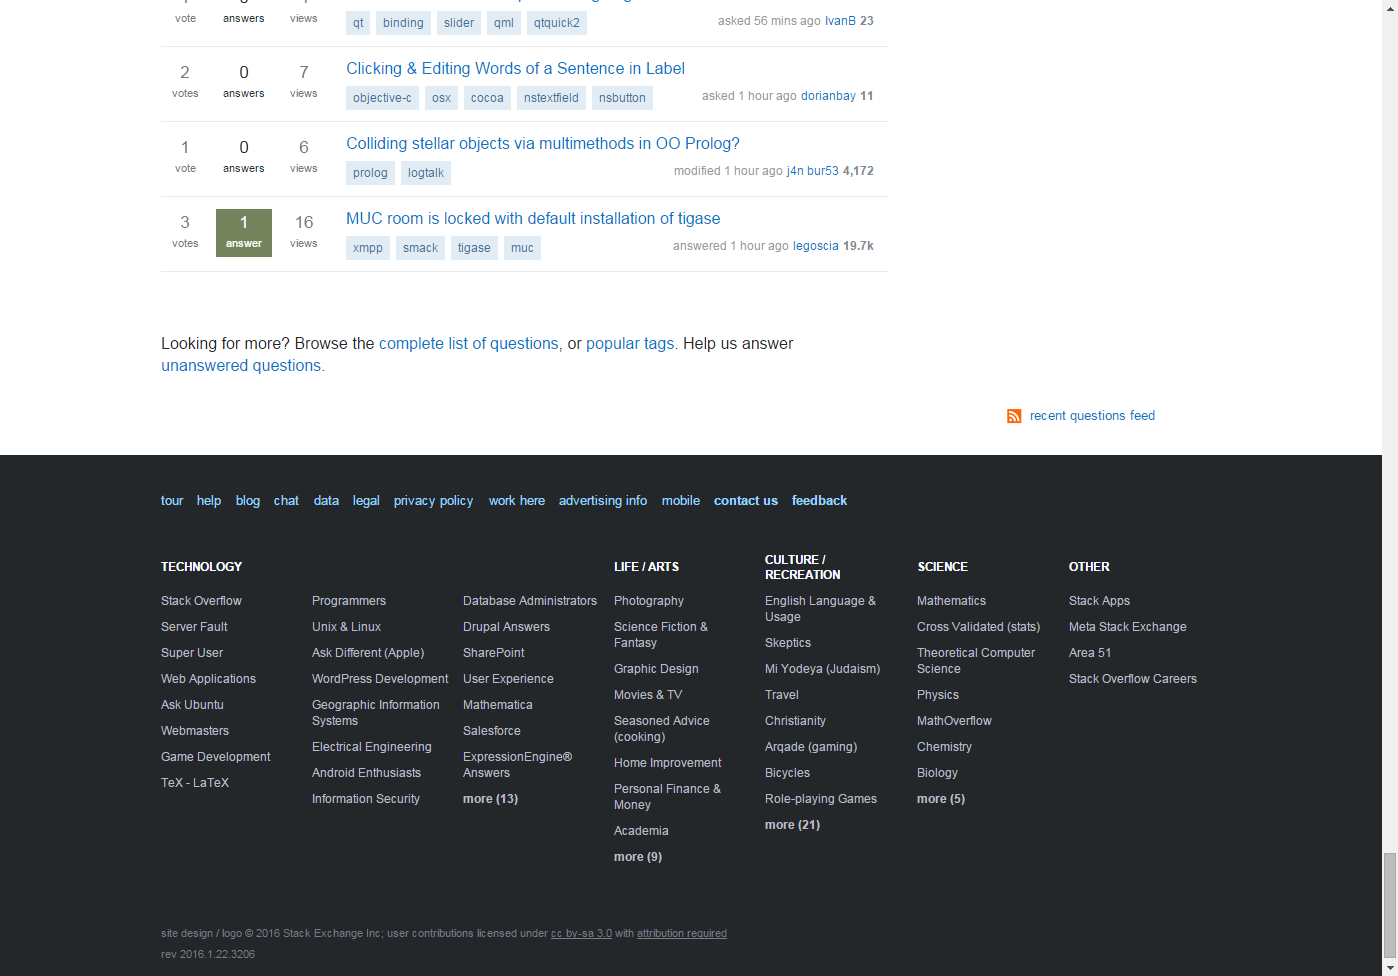 vote answers views
qt binding slider qml qtquick2 asked 56 mins ago IvanB 23
2 0 7 Clicking & Editing Words of a Sentence in Label
votes answers views objective-c osx cocoa nstextfield nsbutton asked 1 hour ago dorianbay 11
1 0 6 Colliding stellar objects via multimethods in OO Prolog?
vote answers views prolog logtalk modified 1 hour ago j4n bur53 4,172
3 1 16 MUC room is locked with default installation of tigase
votes answer views xmpp smack tigase muc answered 1 hour ago legoscia 19.7k
Looking for more? Browse the complete list of questions, or popular tags. Help us answer
unanswered questions.
recent questions feed
tour help blog chat data legal privacy policy work here advertising info mobile contact us feedback
TECHNOLOGY
Stack Overflow
Server Fault
Super User
Web Applications
Ask Ubuntu
Webmasters
Game Development
TeX - LaTeX
Programmers
Unix & Linux
Ask Different (Apple)
WordPress Development
Geographic Information
Systems
Electrical Engineering
Android Enthusiasts
Information Security
Database Administrators
Drupal Answers
SharePoint
User Experience
Mathematica
Salesforce
ExpressionEngine®
Answers
more (13)
LIFE / ARTS
Photography
Science Fiction &
Fantasy
Graphic Design
Movies & TV
Seasoned Advice
(cooking)
Home Improvement
Personal Finance &
Money
Academia
more (9)
CULTURE /
RECREATION
English Language &
Usage
Skeptics
Mi Yodeya (Judaism)
Travel
Christianity
Arqade (gaming)
Bicycles
Role-playing Games
more (21)
SCIENCE
Mathematics
Cross Validated (stats)
Theoretical Computer
Science
Physics
MathOverflow
Chemistry
Biology
more (5)
OTHER
Stack Apps
Meta Stack Exchange
Area 51
Stack Overflow Careers
site design / logo © 2016 Stack Exchange Inc; user contributions licensed under cc by-sa 3.0 with attribution required
rev 2016.1.22.3206